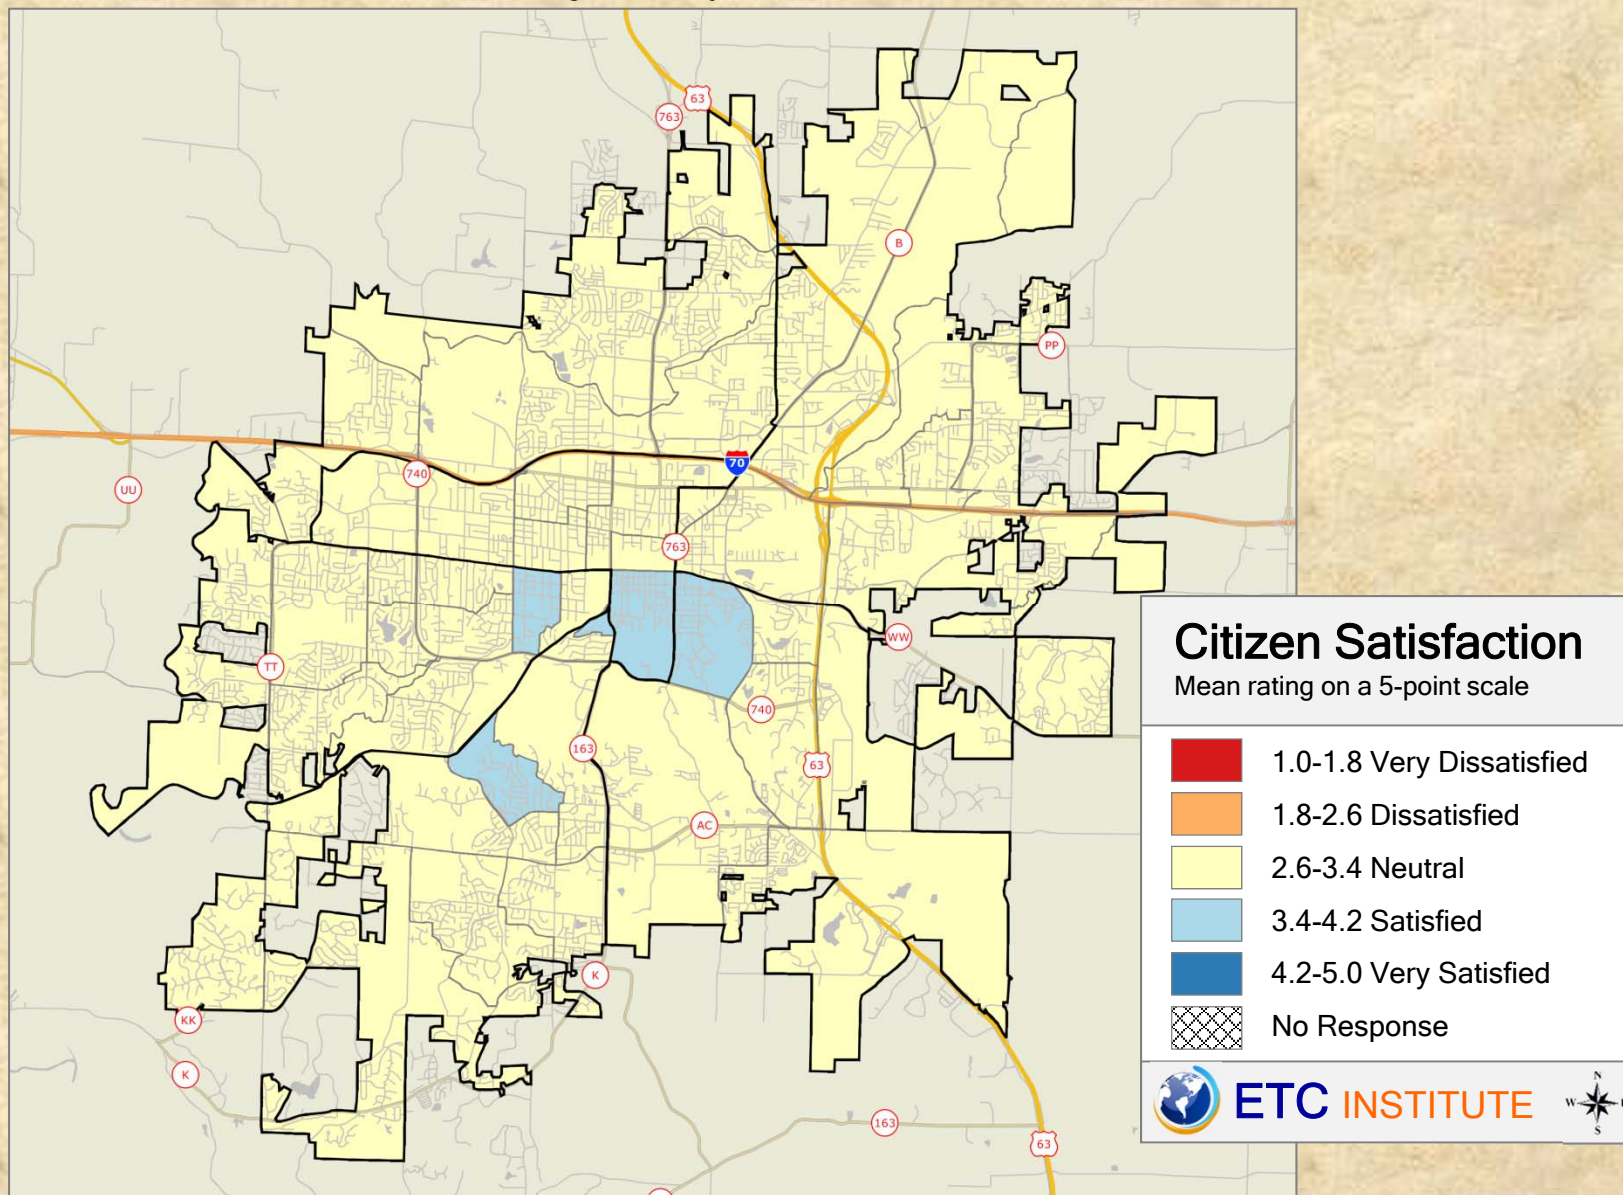 63
763
B
PP
70
740
UU
763
WW
TT
740
163
63
AC
K
KK
K
163
63
Citizen Satisfaction
Mean rating on a 5-point scale
1.0-1.8 Very Dissatisfied
1.8-2.6 Dissatisfied
2.6-3.4 Neutral
3.4-4.2 Satisfied
4.2-5.0 Very Satisfied
No Response
ETC INSTITUTE
N
W
S